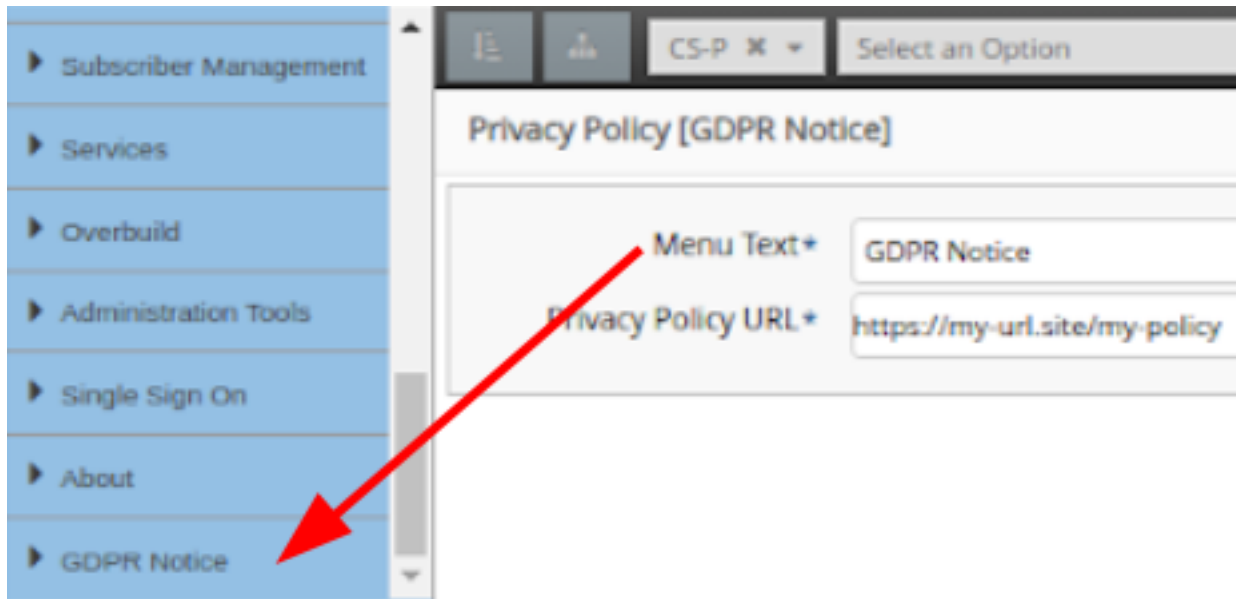 Subscriber Management
Services
Overbuild
Administration Tools
Single Sign On
About
GDPR Notice
CS-P
Select an Option
Privacy Policy [GDPR Notice]
Menu Text*
GDPR Notice
Privacy Policy URL*
https://my-url.site/my-policy